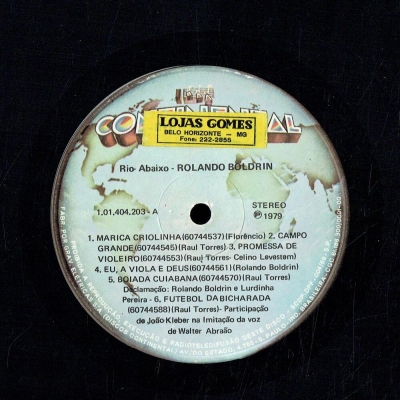 CONTINENTAL
LOJAS GOMES
BELO HORIZONTE — MG
Fone: 232-2855
Rio Abaixo - ROLANDO BOLDRIN
1.01.404.203 - A
STEREO
℗ 1979
1. MARICA CRIOLINHA(60744537)(Florêncio) 2. CAMPO
GRANDE(60744545)(Raul Torres) 3. PROMESSA DE
VIOLEIRO(60744553)(Raul Torres- Celino Levestam)
4. EU, A VIOLA E DEUS(60744561)(Rolando Boldrin)
5. BOIADA CUIABANA(60744570)(Raul Torres)
Declamação: Rolando Boldrin e Lurdinha
Pereira - 6. FUTEBOL DA BICHARADA
(60744588)(Raul Torres)- Participação
de João Kleber na Imitação da voz
de Walter Abraão